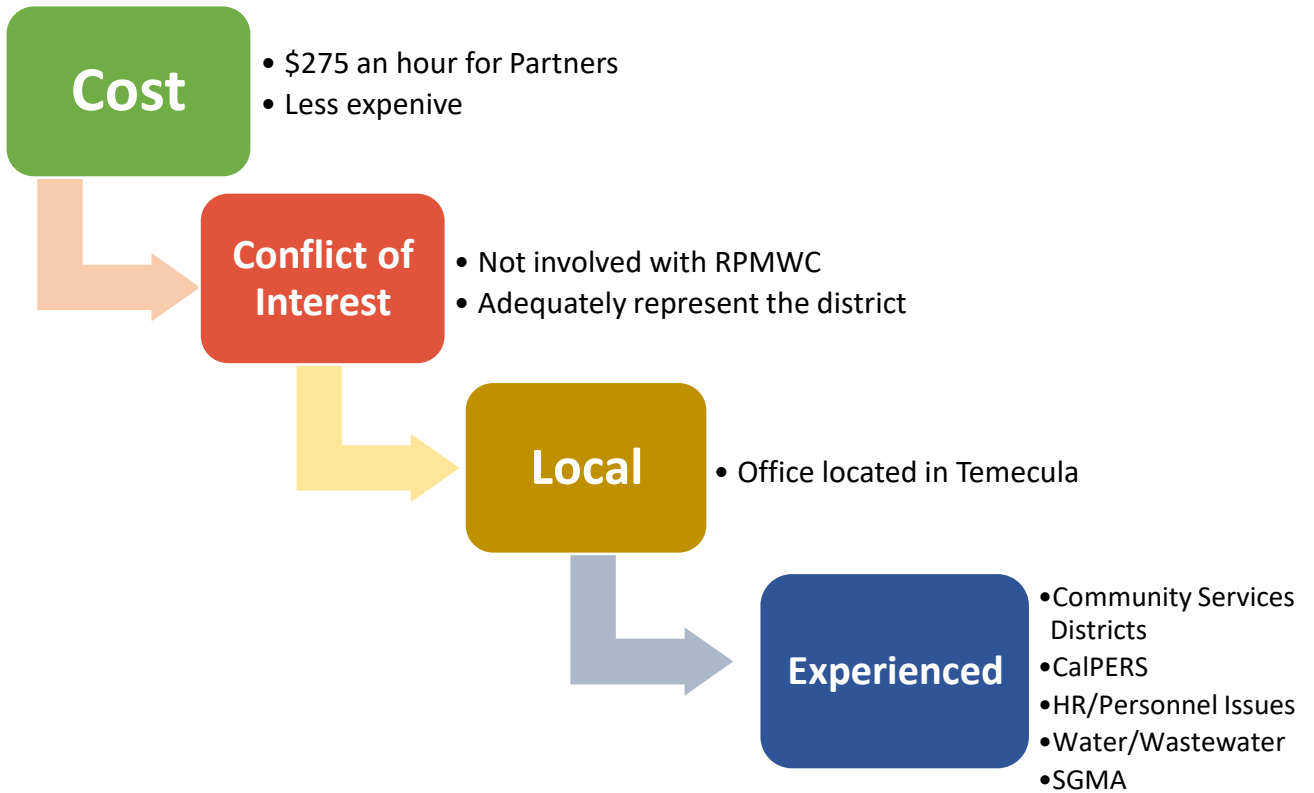 Cost
• $275 an hour for Partners
• Less expenive
Conflict of
Interest
• Not involved with RPMWC
• Adequately represent the district
Local
• Office located in Temecula
Experienced
•Community Services
Districts
•CalPERS
•HR/Personnel Issues
•Water/Wastewater
•SGMA